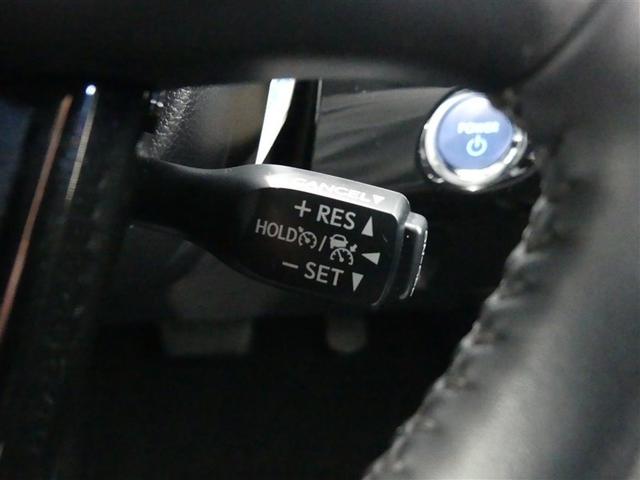 CANCEL
+ RES
HOLD /
− SET
POWER